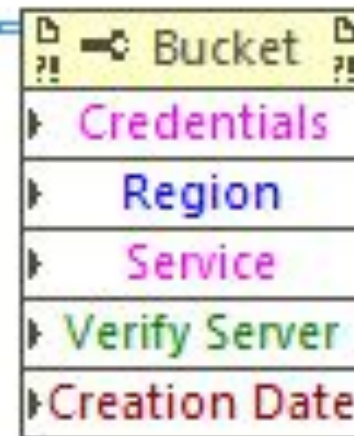 Bucket
Credentials
Region
Service
Verify Server
Creation Date